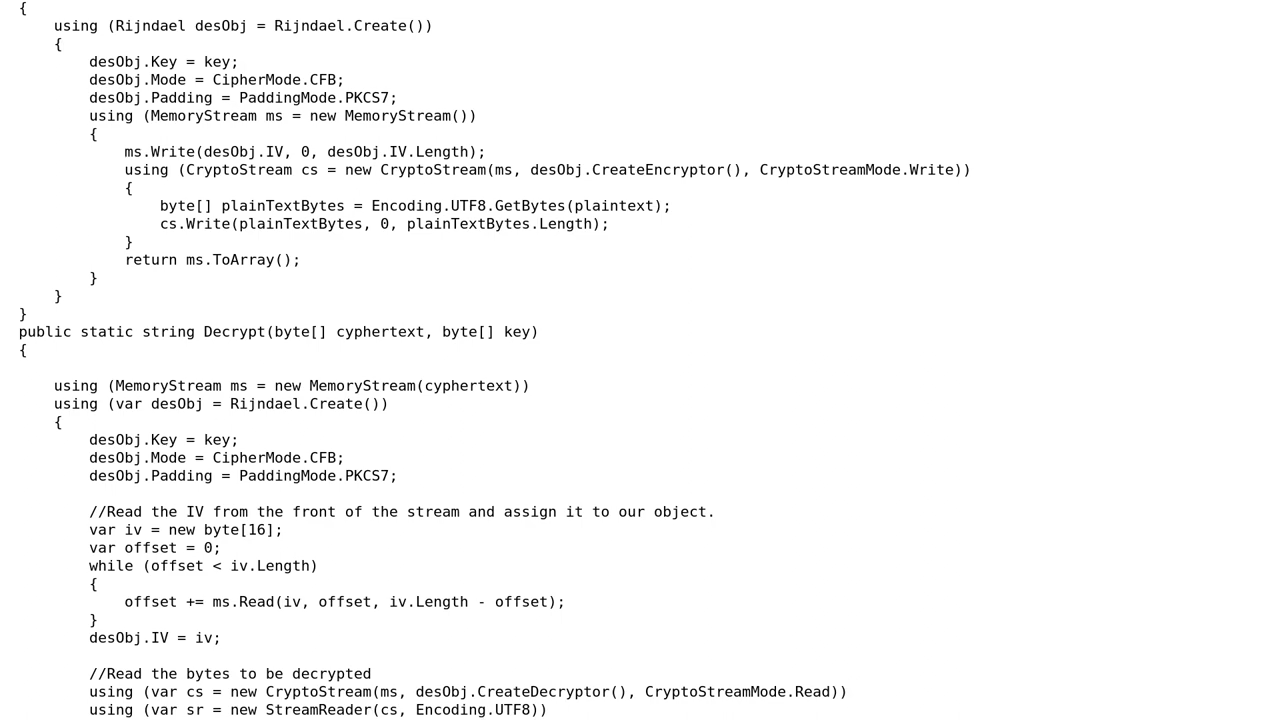 {
    using (Rijndael desObj = Rijndael.Create())
    {
        desObj.Key = key;
        desObj.Mode = CipherMode.CFB;
        desObj.Padding = PaddingMode.PKCS7;
        using (MemoryStream ms = new MemoryStream())
        {
            ms.Write(desObj.IV, 0, desObj.IV.Length);
            using (CryptoStream cs = new CryptoStream(ms, desObj.CreateEncryptor(), CryptoStreamMode.Write))
            {
                byte[] plainTextBytes = Encoding.UTF8.GetBytes(plaintext);
                cs.Write(plainTextBytes, 0, plainTextBytes.Length);
            }
            return ms.ToArray();
        }
    }
}
public static string Decrypt(byte[] cyphertext, byte[] key)
{

    using (MemoryStream ms = new MemoryStream(cyphertext))
    using (var desObj = Rijndael.Create())
    {
        desObj.Key = key;
        desObj.Mode = CipherMode.CFB;
        desObj.Padding = PaddingMode.PKCS7;

        //Read the IV from the front of the stream and assign it to our object.
        var iv = new byte[16];
        var offset = 0;
        while (offset < iv.Length)
        {
            offset += ms.Read(iv, offset, iv.Length - offset);
        }
        desObj.IV = iv;

        //Read the bytes to be decrypted
        using (var cs = new CryptoStream(ms, desObj.CreateDecryptor(), CryptoStreamMode.Read))
        using (var sr = new StreamReader(cs, Encoding.UTF8))